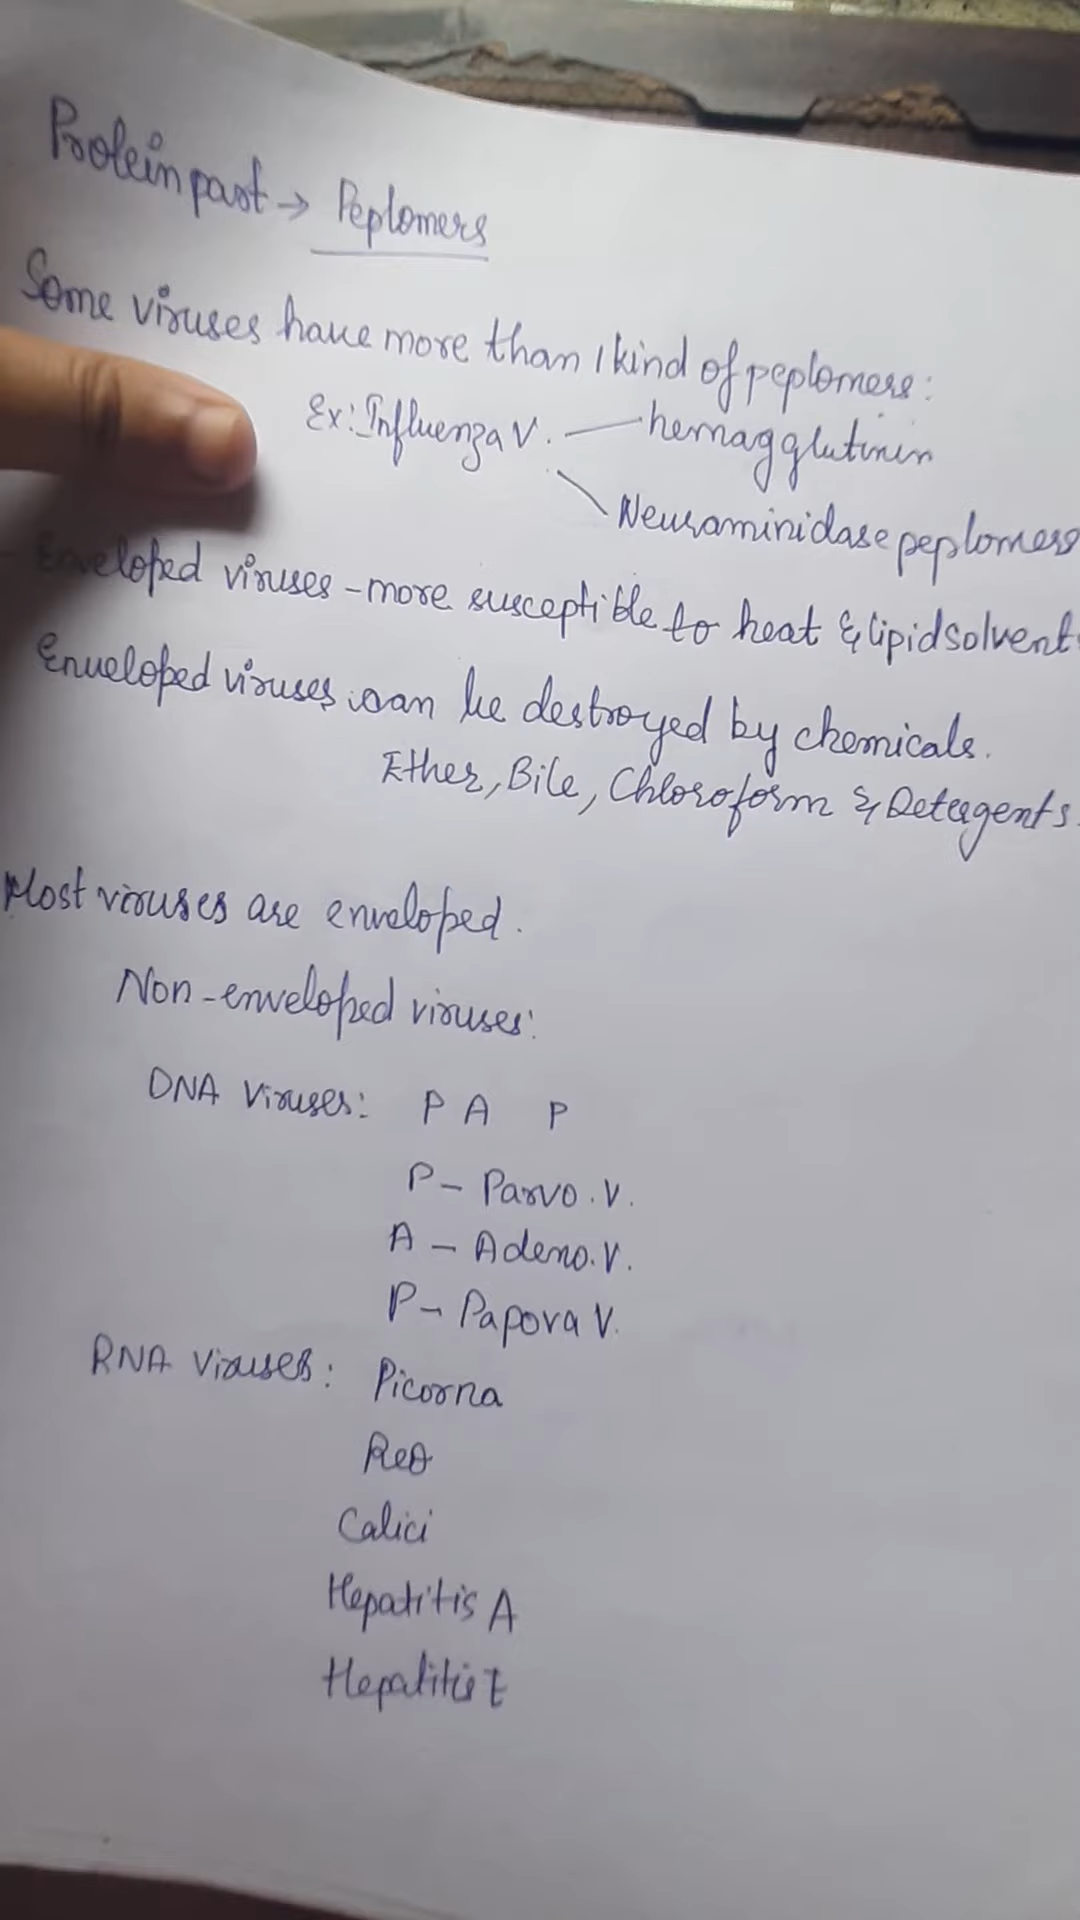 Protein part → Peplomers
Some viruses have more than 1 kind of peplomers:
Ex: Influenza V. — hemagglutinin
Neuraminidase peplomers
- Enveloped viruses - more susceptible to heat & lipid solvent
Enveloped viruses can be destroyed by chemicals.
Ether, Bile, Chloroform & Detergents.
Most viruses are enveloped.
Non-enveloped viruses:
DNA Viruses: P A P
P - Parvo. V.
A - Adeno. V.
P - Papova V.
RNA Viruses: Picorna
Reo
Calici
Hepatitis A
Hepatitis E